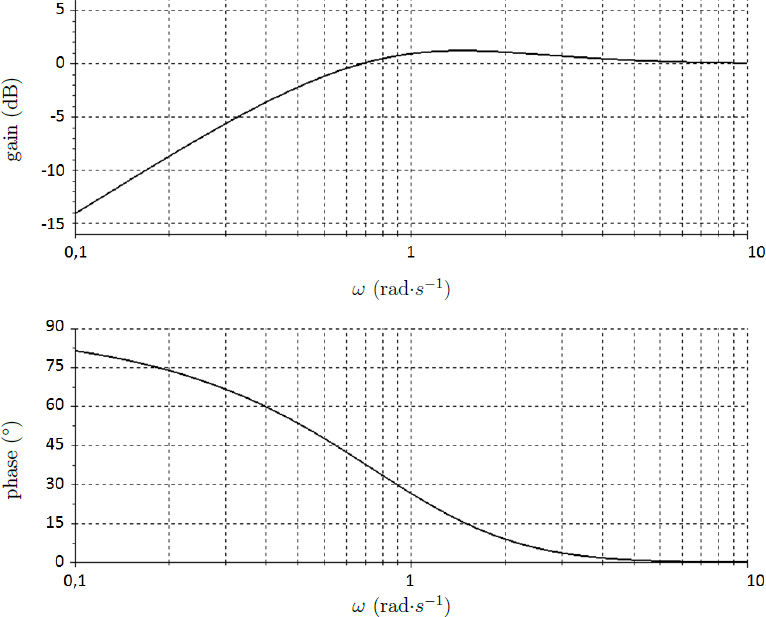 5
0
-5
-10
-15
gain (dB)
0,1 1 10
ω (rad·s⁻¹)
90
75
60
45
30
15
0
phase (°)
0,1 1 10
ω (rad·s⁻¹)